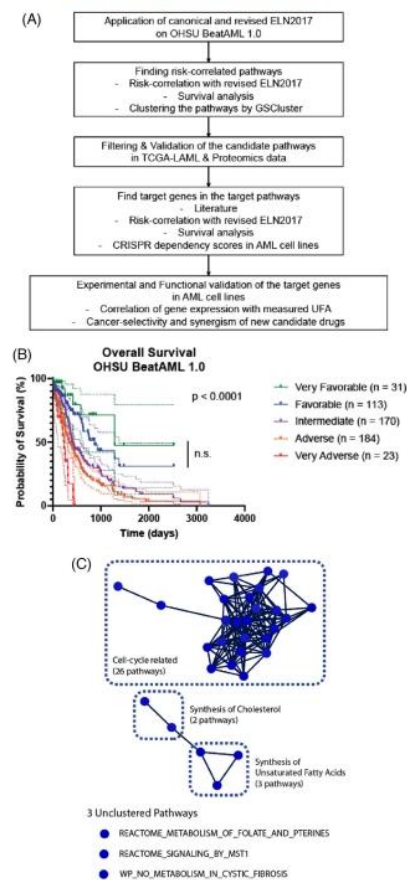 (A)
Application of canonical and revised ELN2017
on OHSU BeatAML 1.0
Finding risk-correlated pathways
- Risk-correlation with revised ELN2017
- Survival analysis
- Clustering the pathways by GSCluster
Filtering & Validation of the candidate pathways
in TCGA-LAML & Proteomics data
Find target genes in the target pathways
- Literature
- Risk-correlation with revised ELN2017
- Survival analysis
- CRISPR dependency scores in AML cell lines
Experimental and Functional validation of the target genes
in AML cell lines
- Correlation of gene expression with measured UFA
- Cancer-selectivity and synergism of new candidate drugs
(B)
Overall Survival
OHSU BeatAML 1.0
Probability of Survival (%)
100
50
0
p < 0.0001
n.s.
Very Favorable (n = 31)
Favorable (n = 113)
Intermediate (n = 170)
Adverse (n = 184)
Very Adverse (n = 23)
0 1000 2000 3000 4000
Time (days)
(C)
Cell-cycle related
(26 pathways)
Synthesis of Cholesterol
(2 pathways)
Synthesis of
Unsaturated Fatty Acids
(3 pathways)
3 Unclustered Pathways
REACTOME_METABOLISM_OF_FOLATE_AND_PTERINES
REACTOME_SIGNALING_BY_MST1
WP_NO_METABOLISM_IN_CYSTIC_FIBROSIS